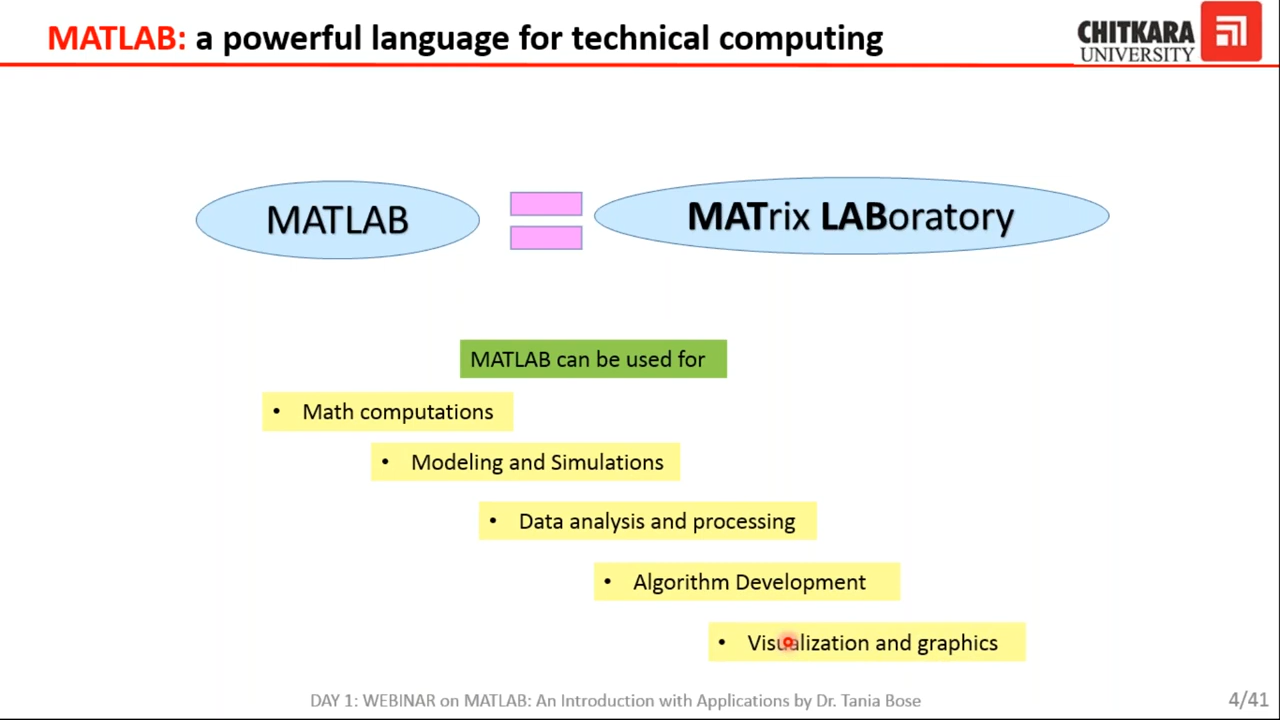 MATLAB: a powerful language for technical computing
CHITKARA
UNIVERSITY
MATLAB
MATrix LABoratory
MATLAB can be used for
• Math computations
• Modeling and Simulations
• Data analysis and processing
• Algorithm Development
• Visualization and graphics
DAY 1: WEBINAR on MATLAB: An Introduction with Applications by Dr. Tania Bose
4/41